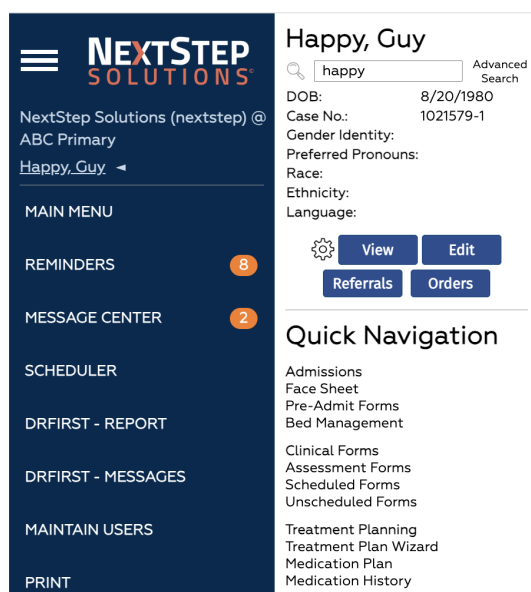 NEXTSTEP
SOLUTIONS®
NextStep Solutions (nextstep) @
ABC Primary
Happy, Guy ◄
MAIN MENU
REMINDERS 8
MESSAGE CENTER 2
SCHEDULER
DRFIRST - REPORT
DRFIRST - MESSAGES
MAINTAIN USERS
PRINT
Happy, Guy
happy
Advanced
Search
DOB: 8/20/1980
Case No.: 1021579-1
Gender Identity:
Preferred Pronouns:
Race:
Ethnicity:
Language:
View Edit
Referrals Orders
Quick Navigation
Admissions
Face Sheet
Pre-Admit Forms
Bed Management
Clinical Forms
Assessment Forms
Scheduled Forms
Unscheduled Forms
Treatment Planning
Treatment Plan Wizard
Medication Plan
Medication History